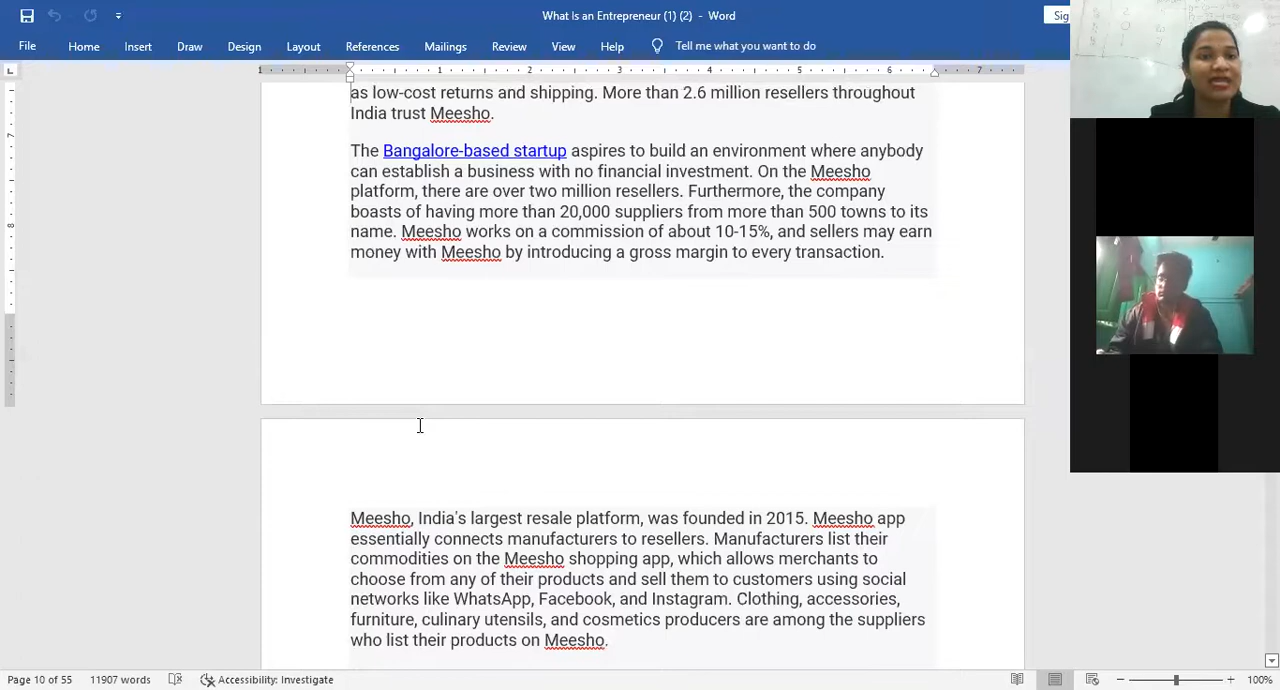 What Is an Entrepreneur (1) (2) - Word
Sig
File Home Insert Draw Design Layout References Mailings Review View Help Tell me what you want to do
1 1 2 3 4 5 6 7
as low-cost returns and shipping. More than 2.6 million resellers throughout
India trust Meesho.
The Bangalore-based startup aspires to build an environment where anybody
can establish a business with no financial investment. On the Meesho
platform, there are over two million resellers. Furthermore, the company
boasts of having more than 20,000 suppliers from more than 500 towns to its
name. Meesho works on a commission of about 10-15%, and sellers may earn
money with Meesho by introducing a gross margin to every transaction.
Meesho, India's largest resale platform, was founded in 2015. Meesho app
essentially connects manufacturers to resellers. Manufacturers list their
commodities on the Meesho shopping app, which allows merchants to
choose from any of their products and sell them to customers using social
networks like WhatsApp, Facebook, and Instagram. Clothing, accessories,
furniture, culinary utensils, and cosmetics producers are among the suppliers
who list their products on Meesho.
Page 10 of 55 11907 words Accessibility: Investigate 100%